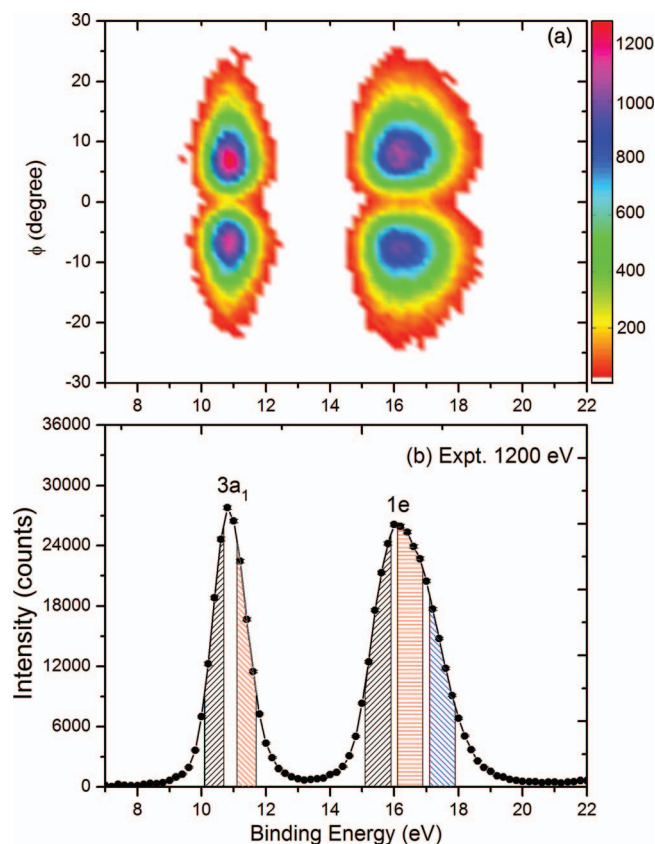 30
(a)
1200
20
1000
10
800
0
600
-10
400
-20
200
-30
8 10 12 14 16 18 20 22
ϕ (degree)
36000
(b) Expt. 1200 eV
30000
3a₁
1e
24000
18000
12000
6000
0
8 10 12 14 16 18 20 22
Intensity (counts)
Binding Energy (eV)